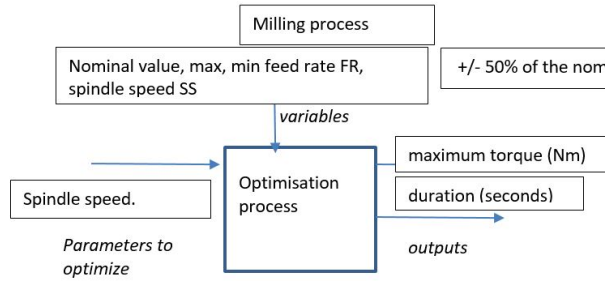 Milling process
Nominal value, max, min feed rate FR,
spindle speed SS
+/- 50% of the nom
variables
maximum torque (Nm)
Optimisation
process
duration (seconds)
Spindle speed.
Parameters to
optimize
outputs